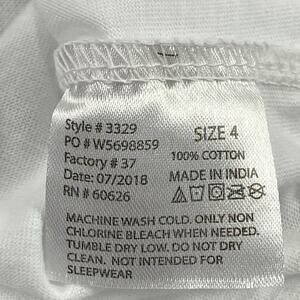 Style # 3329
PO # W5698859
Factory # 37
Date: 07/2018
RN # 60626
SIZE 4
100% COTTON
MADE IN INDIA
MACHINE WASH COLD. ONLY NON
CHLORINE BLEACH WHEN NEEDED.
TUMBLE DRY LOW. DO NOT DRY
CLEAN. NOT INTENDED FOR
SLEEPWEAR